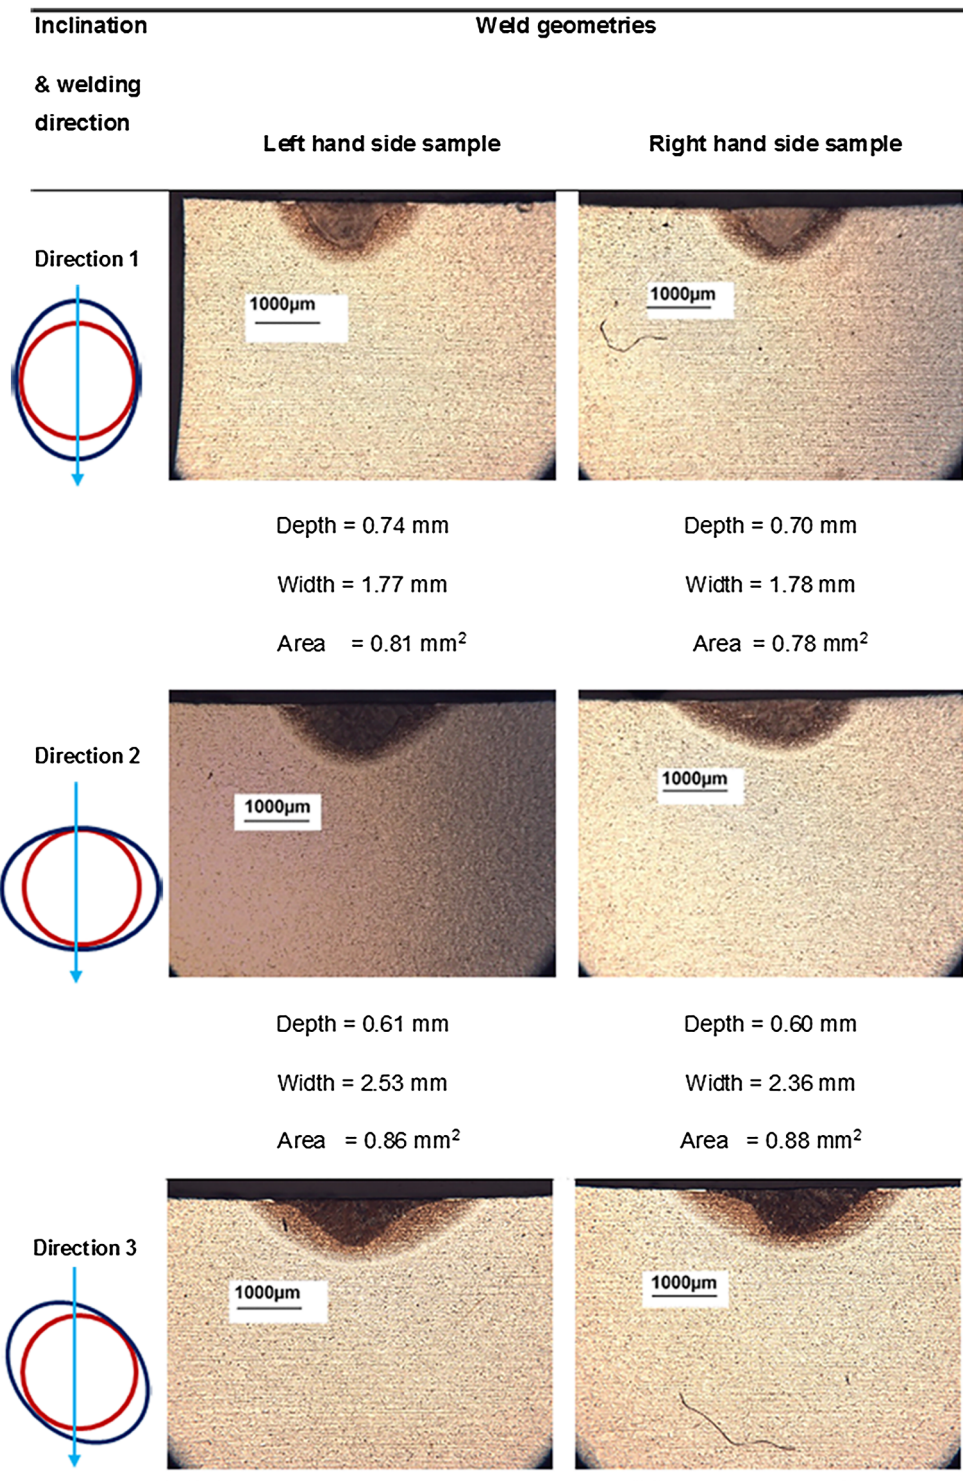 Inclination
& welding
direction
Weld geometries
Left hand side sample
Right hand side sample
Direction 1
1000µm
1000µm
Depth = 0.74 mm
Depth = 0.70 mm
Width = 1.77 mm
Width = 1.78 mm
Area = 0.81 mm²
Area = 0.78 mm²
Direction 2
1000µm
1000µm
Depth = 0.61 mm
Depth = 0.60 mm
Width = 2.53 mm
Width = 2.36 mm
Area = 0.86 mm²
Area = 0.88 mm²
Direction 3
1000µm
1000µm